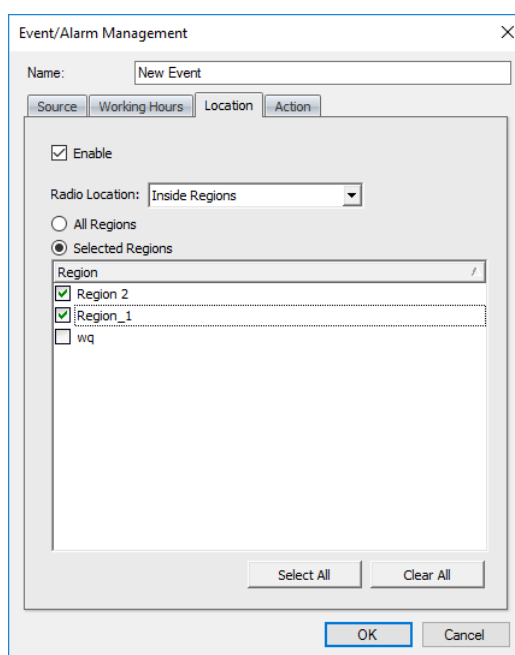 Event/Alarm Management
Name: New Event
Source Working Hours Location Action
Enable
Radio Location: Inside Regions
All Regions
Selected Regions
Region
Region 2
Region_1
wq
Select All Clear All
OK Cancel